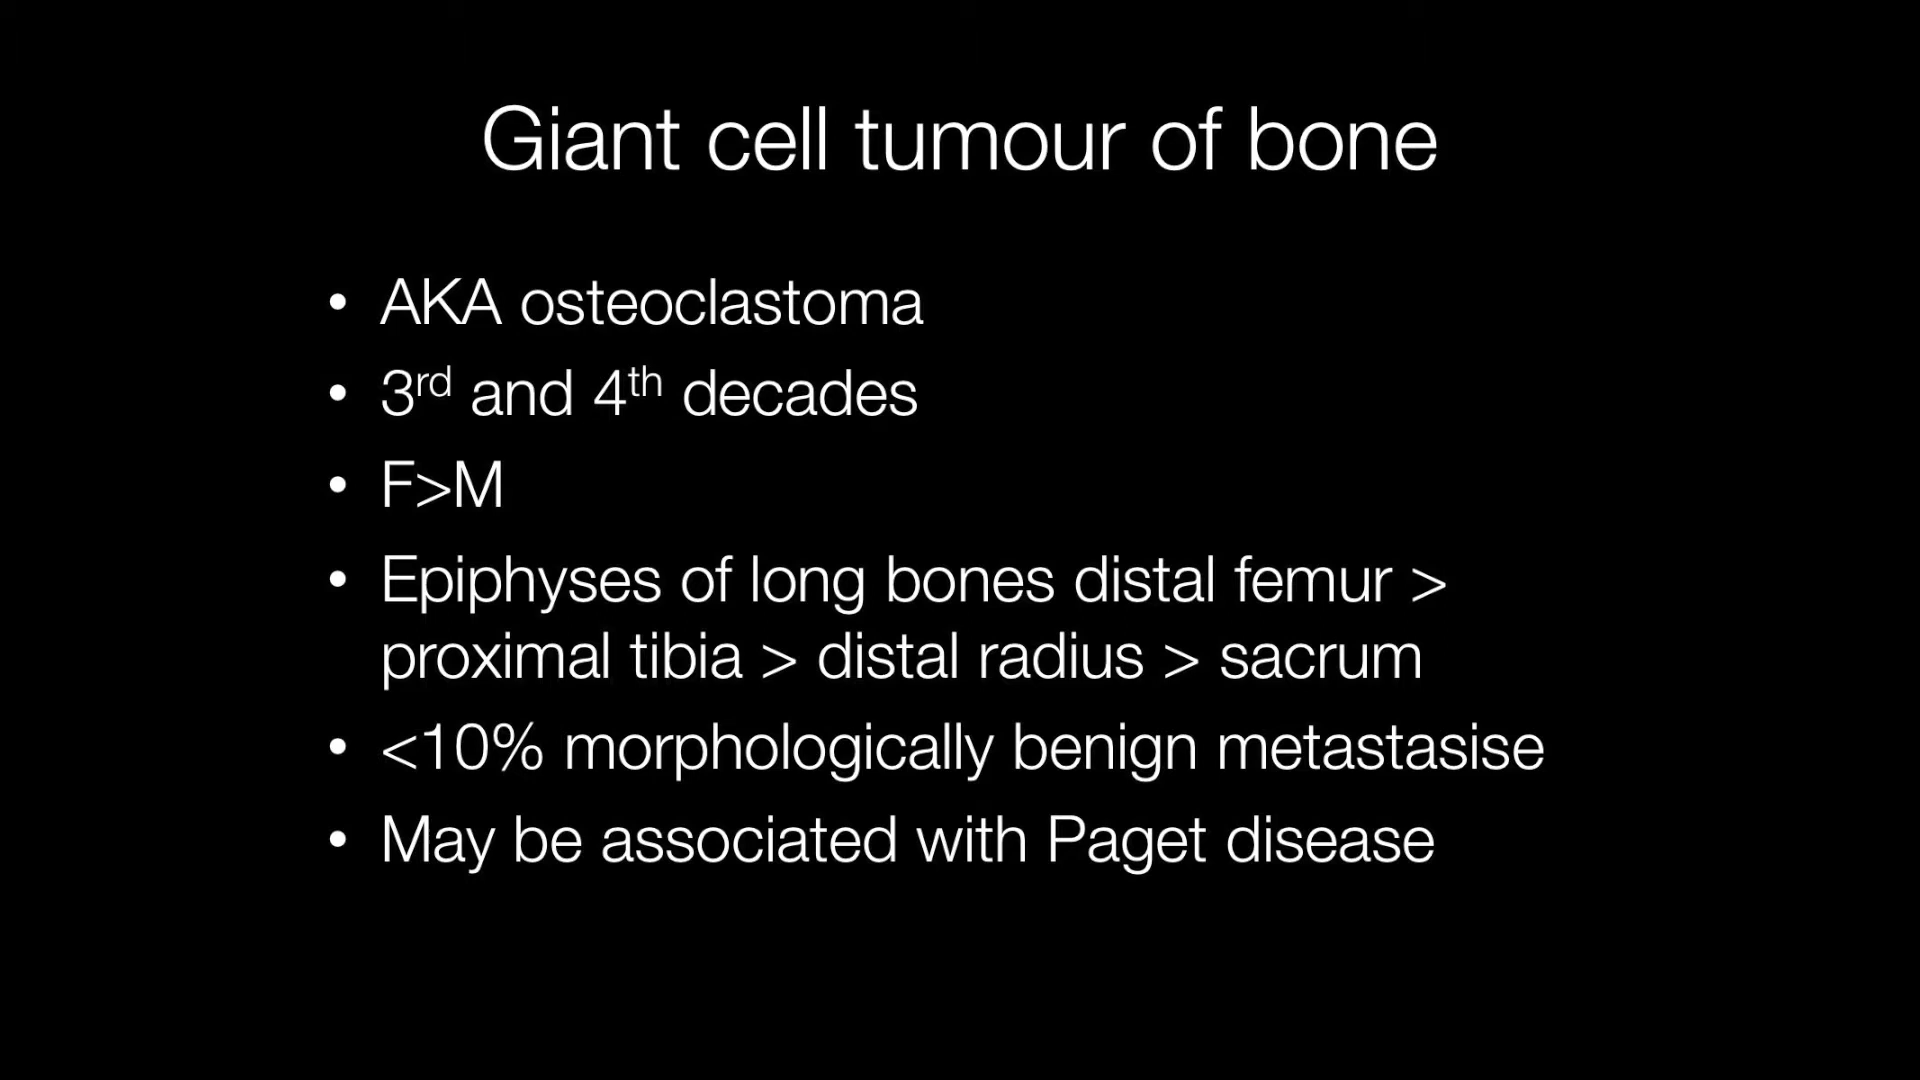 Giant cell tumour of bone
• AKA osteoclastoma
• 3rd and 4th decades
• F>M
• Epiphyses of long bones distal femur >
proximal tibia > distal radius > sacrum
• <10% morphologically benign metastasise
• May be associated with Paget disease